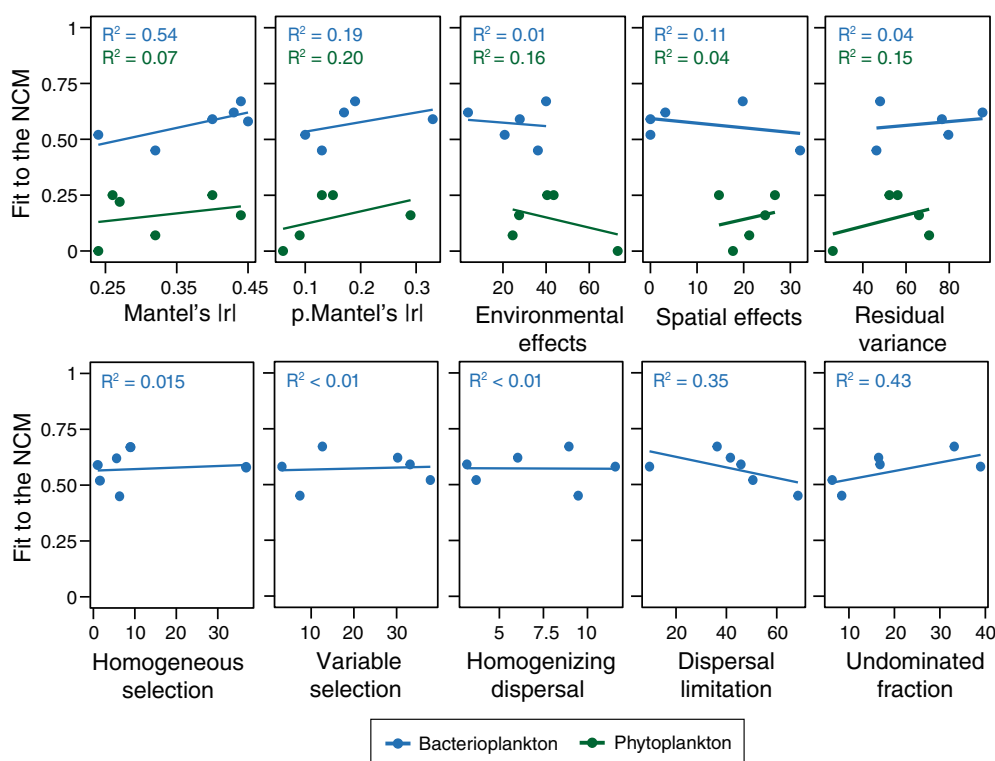 1
0.75
0.50
0.25
0
Fit to the NCM
R² = 0.54
R² = 0.07
0.25 0.35 0.45
Mantel's |r|
R² = 0.19
R² = 0.20
0.1 0.2 0.3
p.Mantel's |r|
R² = 0.01
R² = 0.16
20 40 60
Environmental
effects
R² = 0.11
R² = 0.04
0 10 20 30
Spatial effects
R² = 0.04
R² = 0.15
40 60 80
Residual
variance
1
0.75
0.50
0.25
0
Fit to the NCM
R² = 0.015
0 10 20 30
Homogeneous
selection
R² < 0.01
10 20 30
Variable
selection
R² < 0.01
5 7.5 10
Homogenizing
dispersal
R² = 0.35
20 40 60
Dispersal
limitation
R² = 0.43
10 20 30 40
Undominated
fraction
Bacterioplankton Phytoplankton